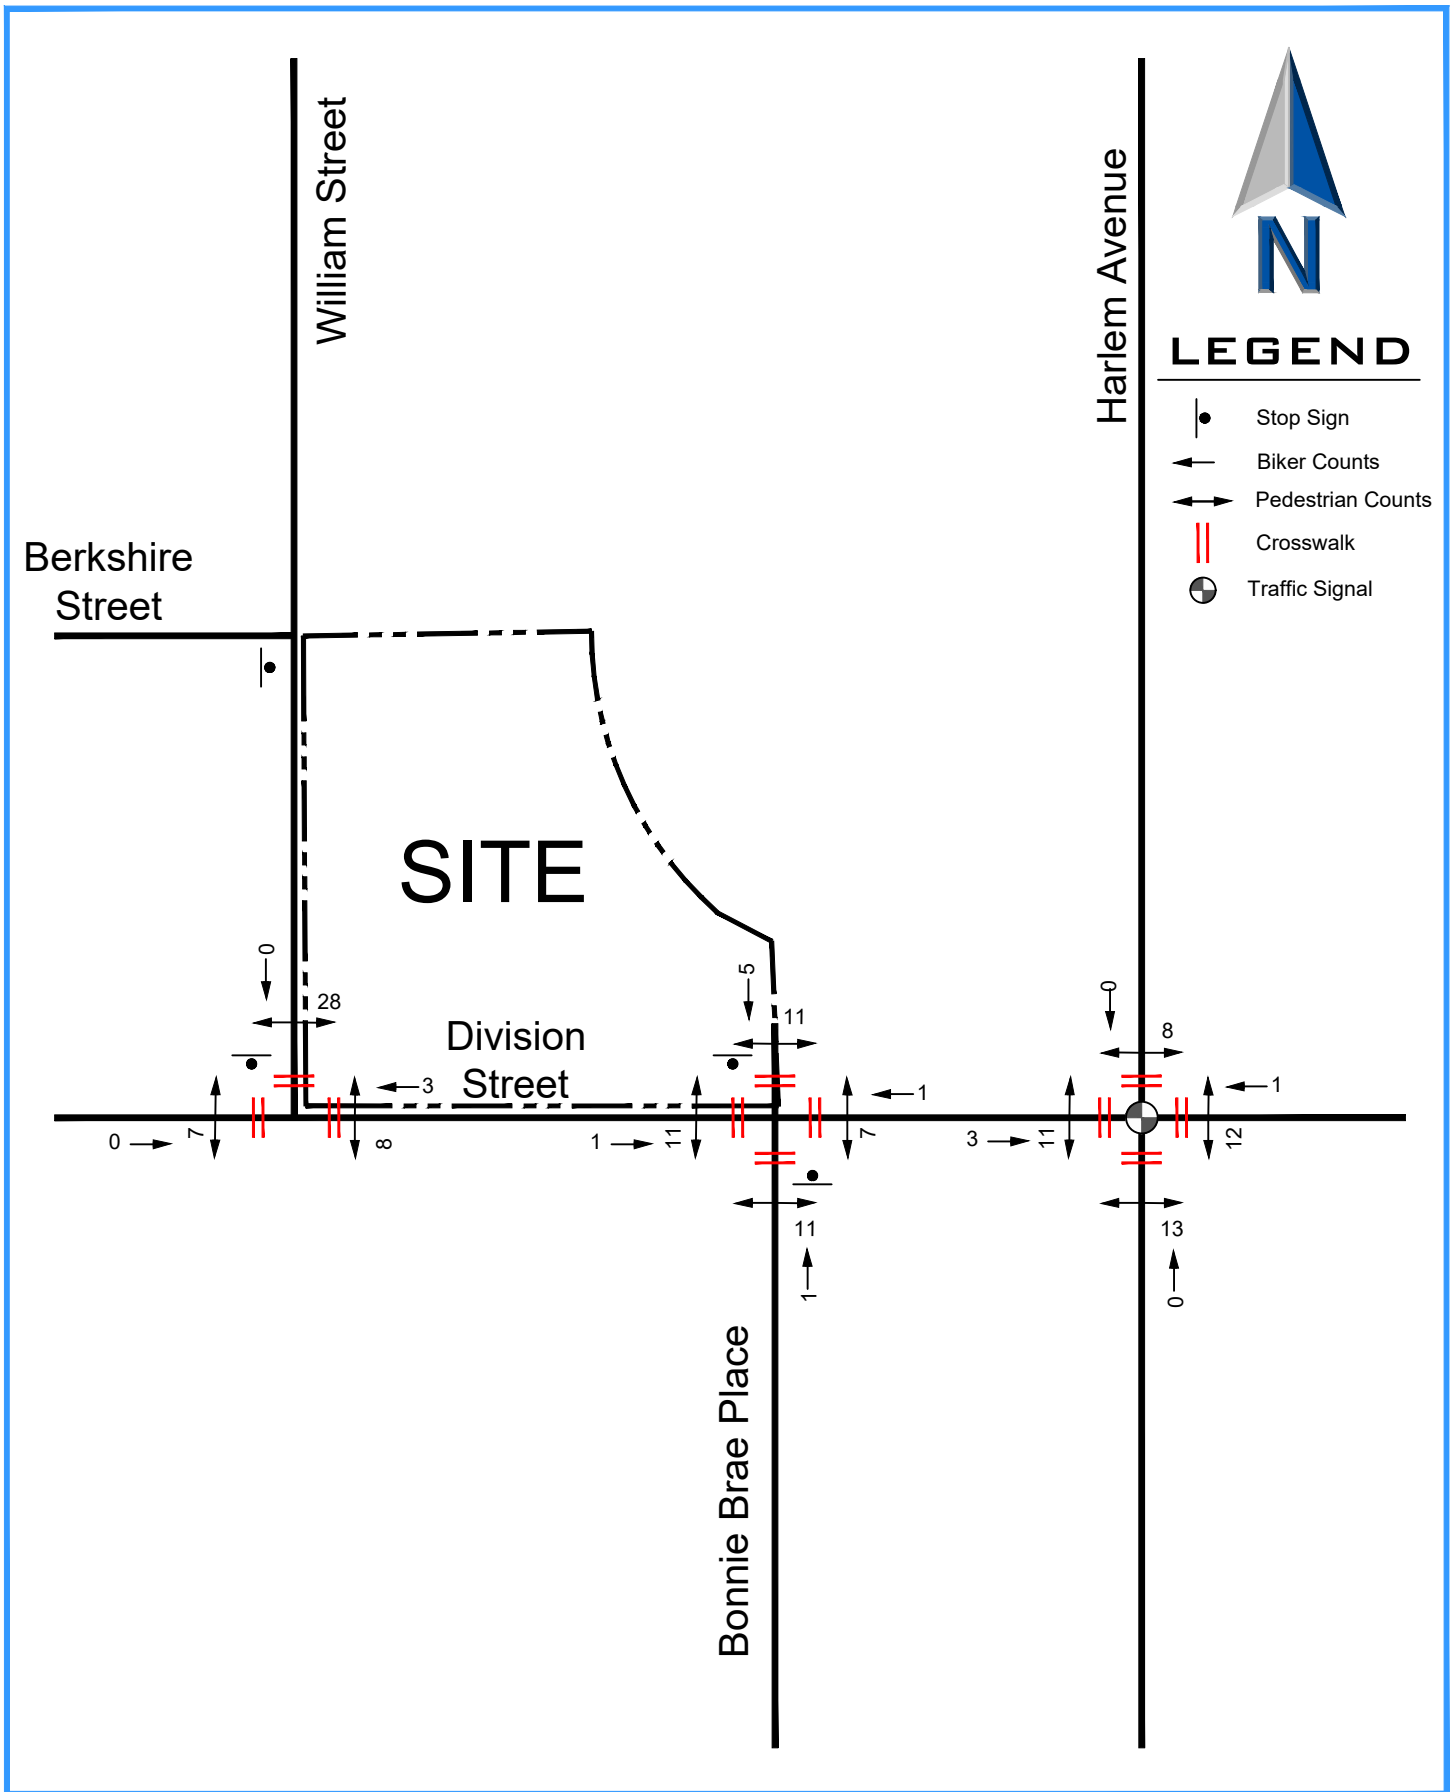 William Street
Harlem Avenue
N
LEGEND
Stop Sign
Biker Counts
Pedestrian Counts
Crosswalk
Traffic Signal
Berkshire
Street
SITE
0
28
Division
Street
5
11
0
8
3
1
1
0
7
8
1
11
7
3
11
12
11
1
13
0
Bonnie Brae Place